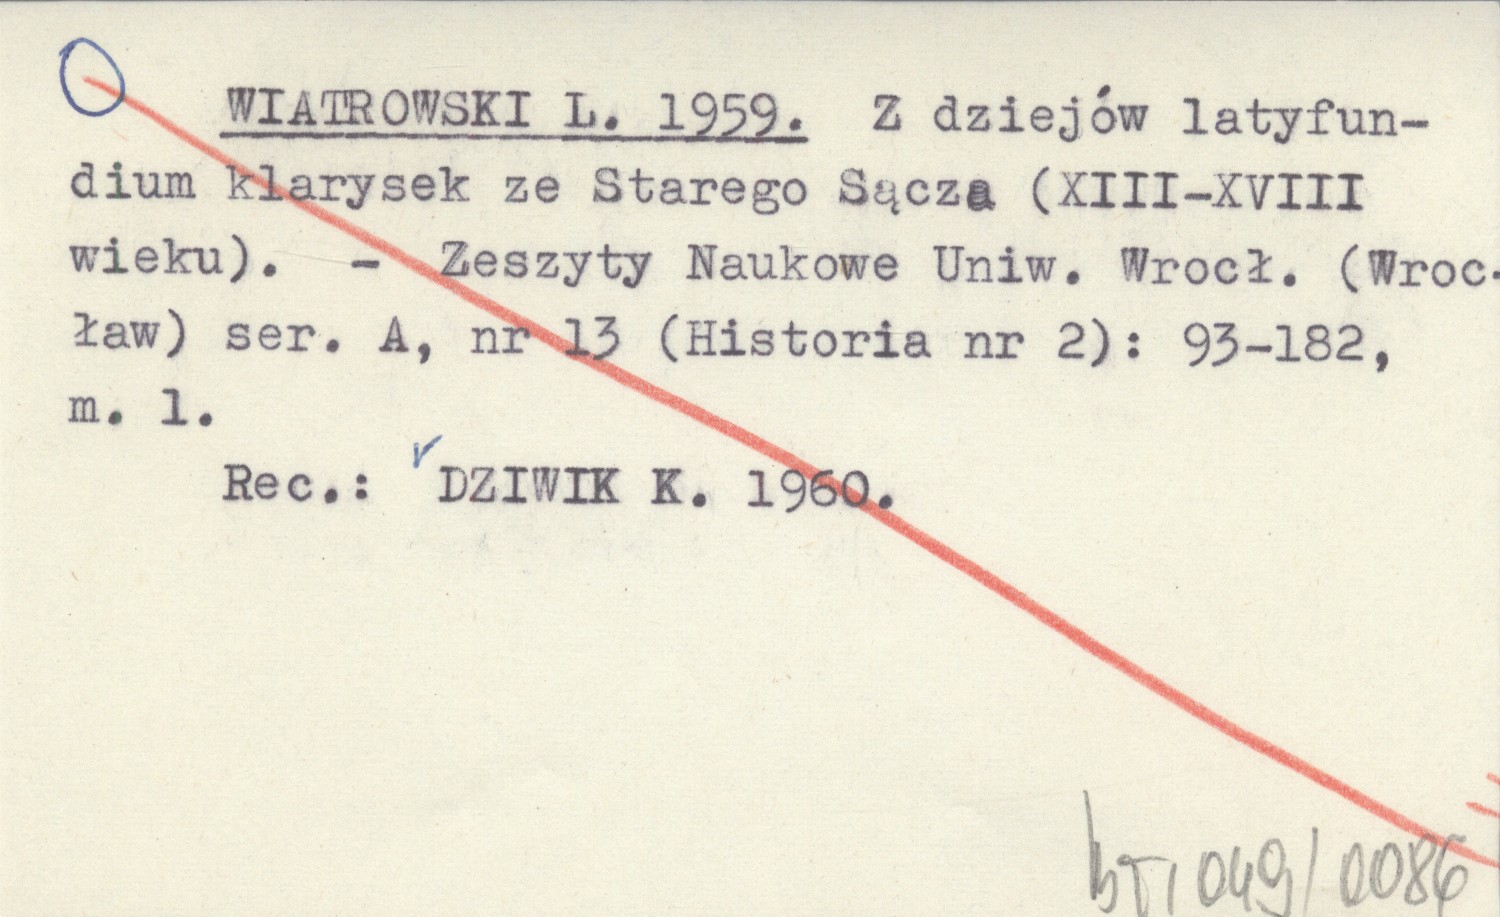 WIATROWSKI L. 1959. Z dziejów latyfun-
dium klarysek ze Starego Sącza (XIII-XVIII
wieku). - Zeszyty Naukowe Uniw. Wrocł. (Wroc-
ław) ser. A, nr 13 (Historia nr 2): 93-182,
m. 1.
Rec.: DZIWIK K. 1960.
049/0086